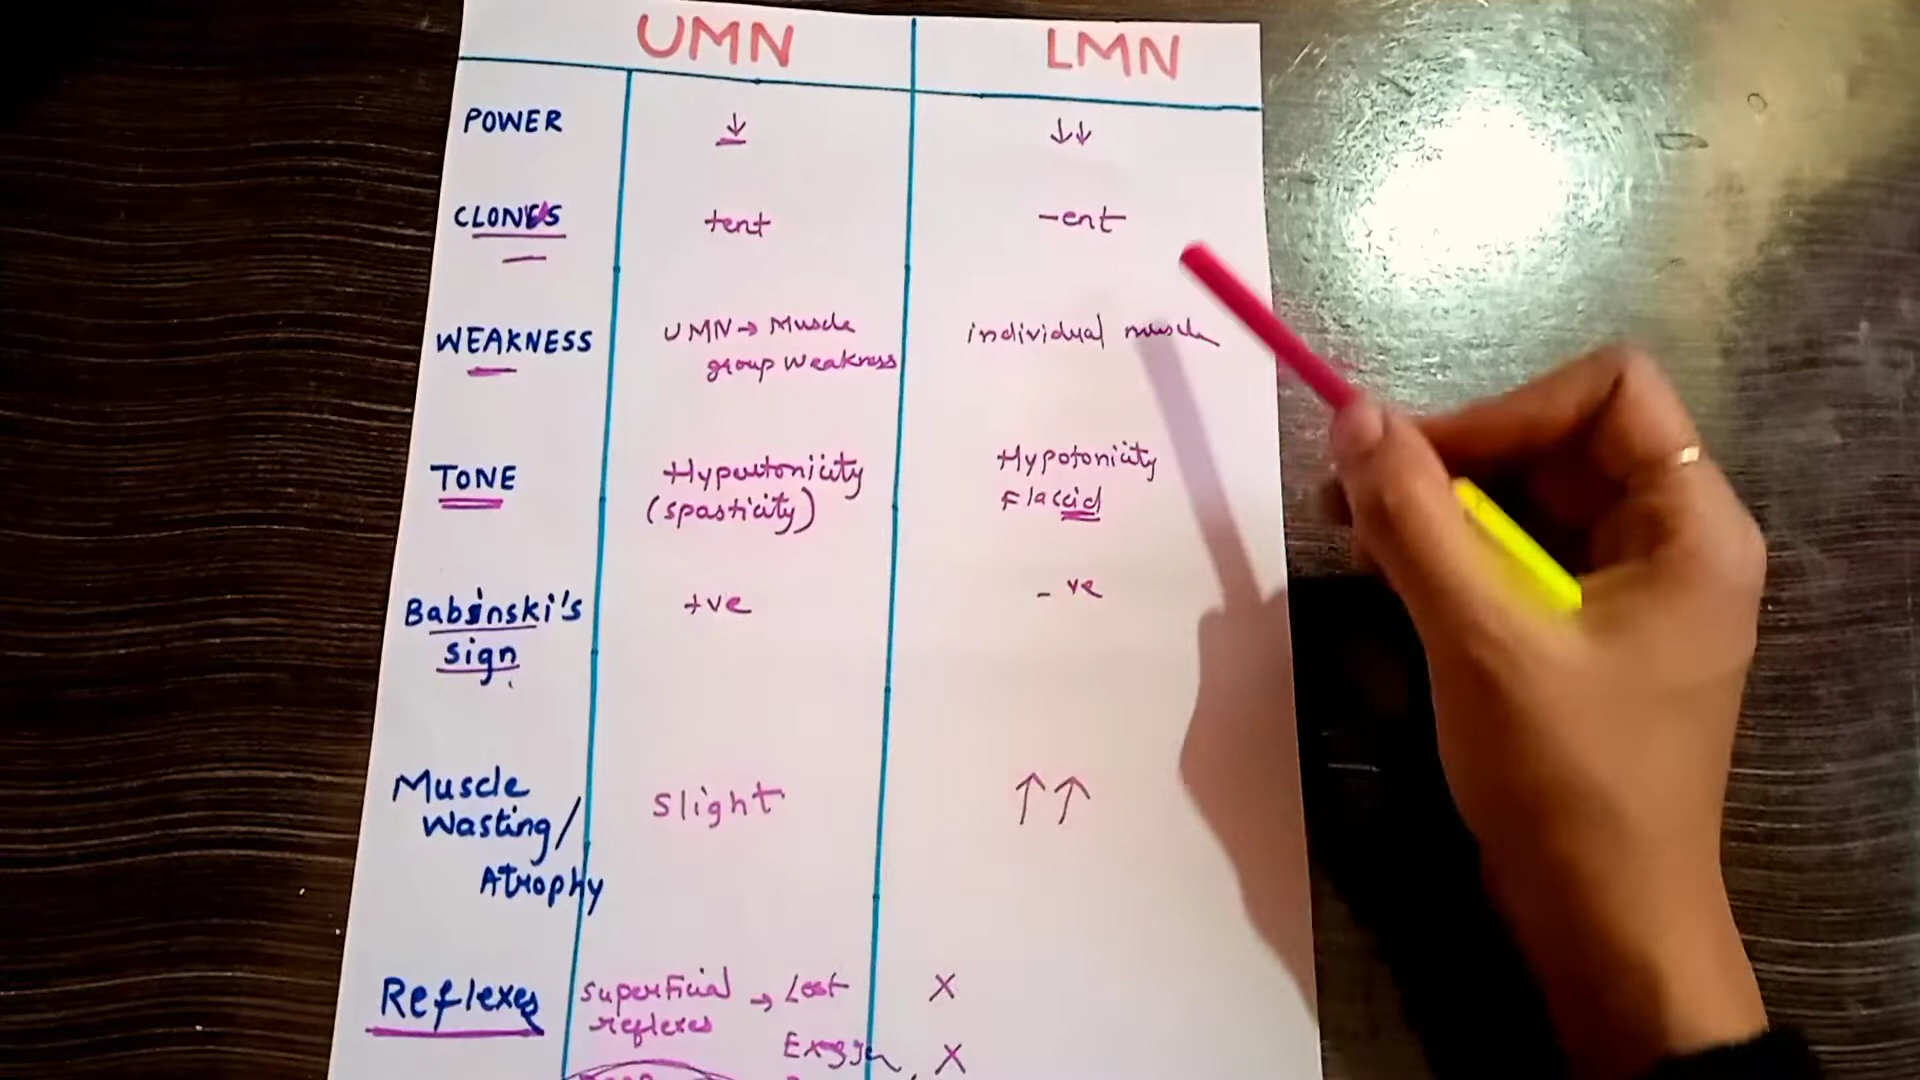 UMN LMN
POWER ↓ ↓↓
CLONUS +ent -ent
WEAKNESS UMN → Muscle group weakness individual muscle
TONE Hypertonicity (spasticity) Hypotonicity Flaccid
Babinski's sign +ve -ve
Muscle Wasting/ Atrophy Slight ↑↑
Reflexes superficial reflexes → Lost X
X